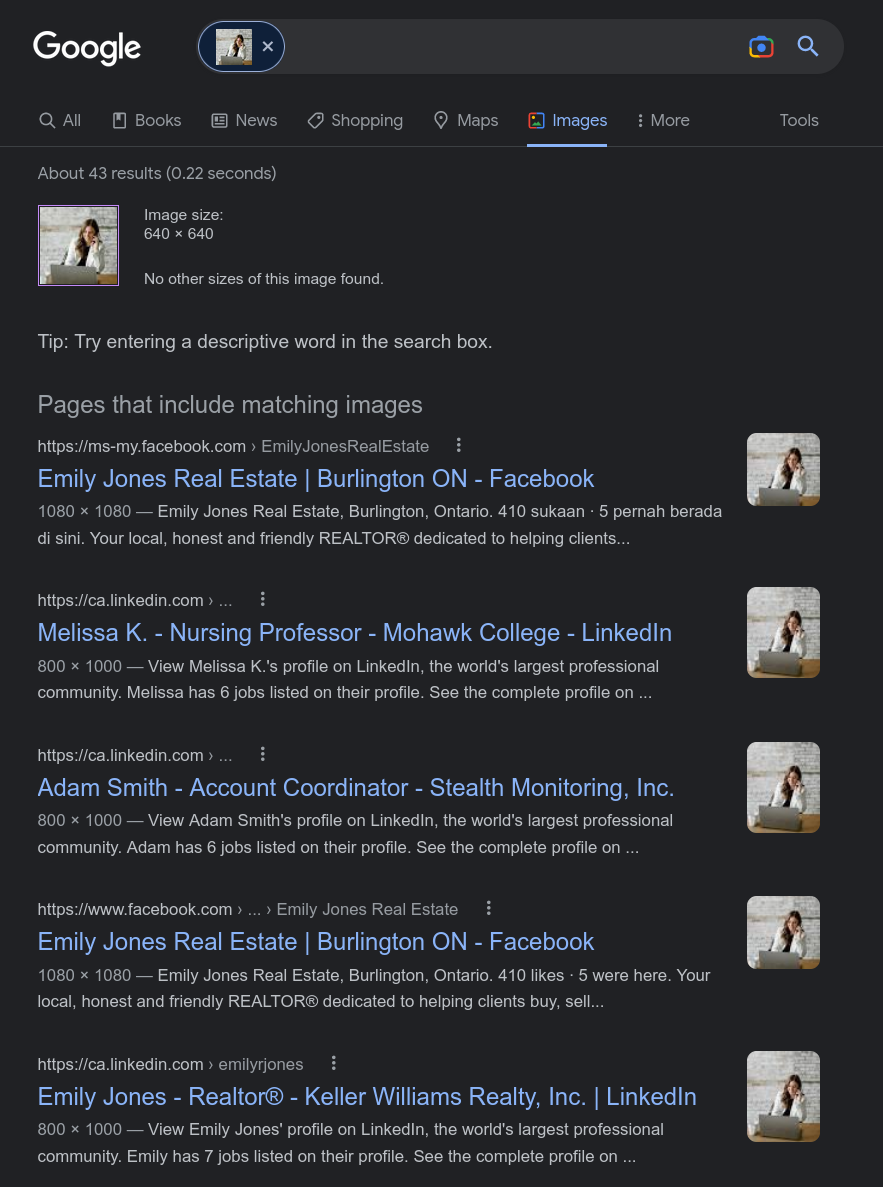 Google
All Books News Shopping Maps Images More Tools
About 43 results (0.22 seconds)
Image size:
640 × 640
No other sizes of this image found.
Tip: Try entering a descriptive word in the search box.
Pages that include matching images
https://ms-my.facebook.com › EmilyJonesRealEstate
Emily Jones Real Estate | Burlington ON - Facebook
1080 × 1080 — Emily Jones Real Estate, Burlington, Ontario. 410 sukaan · 5 pernah berada
di sini. Your local, honest and friendly REALTOR® dedicated to helping clients...
https://ca.linkedin.com › ...
Melissa K. - Nursing Professor - Mohawk College - LinkedIn
800 × 1000 — View Melissa K.'s profile on LinkedIn, the world's largest professional
community. Melissa has 6 jobs listed on their profile. See the complete profile on ...
https://ca.linkedin.com › ...
Adam Smith - Account Coordinator - Stealth Monitoring, Inc.
800 × 1000 — View Adam Smith's profile on LinkedIn, the world's largest professional
community. Adam has 6 jobs listed on their profile. See the complete profile on ...
https://www.facebook.com › ... › Emily Jones Real Estate
Emily Jones Real Estate | Burlington ON - Facebook
1080 × 1080 — Emily Jones Real Estate, Burlington, Ontario. 410 likes · 5 were here. Your
local, honest and friendly REALTOR® dedicated to helping clients buy, sell...
https://ca.linkedin.com › emilyrjones
Emily Jones - Realtor® - Keller Williams Realty, Inc. | LinkedIn
800 × 1000 — View Emily Jones' profile on LinkedIn, the world's largest professional
community. Emily has 7 jobs listed on their profile. See the complete profile on ...